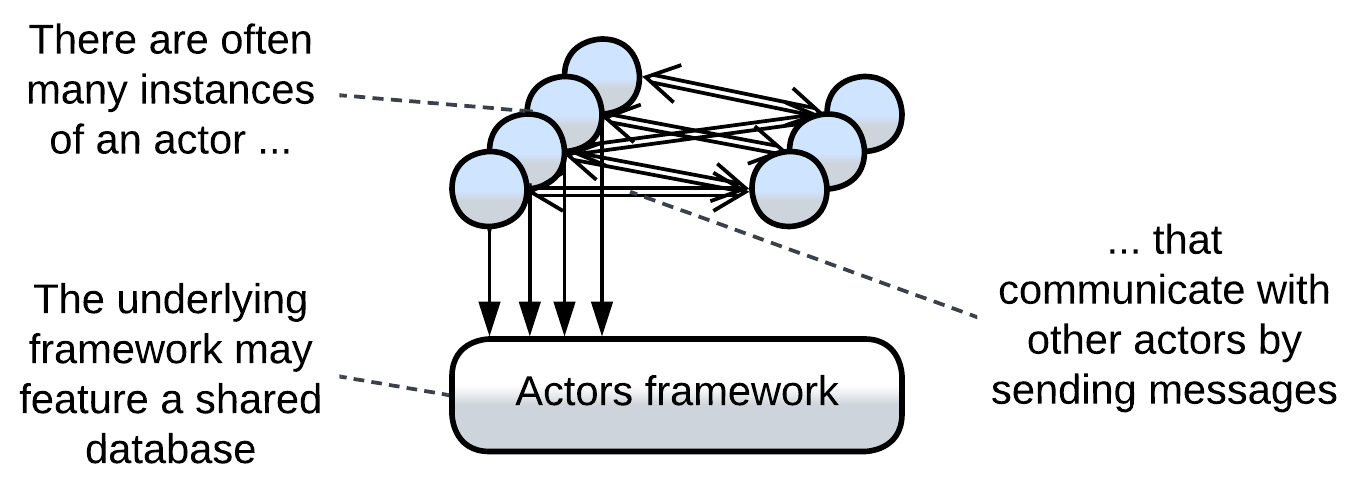 There are often
many instances
of an actor ...
... that
communicate with
other actors by
sending messages
The underlying
framework may
feature a shared
database
Actors framework